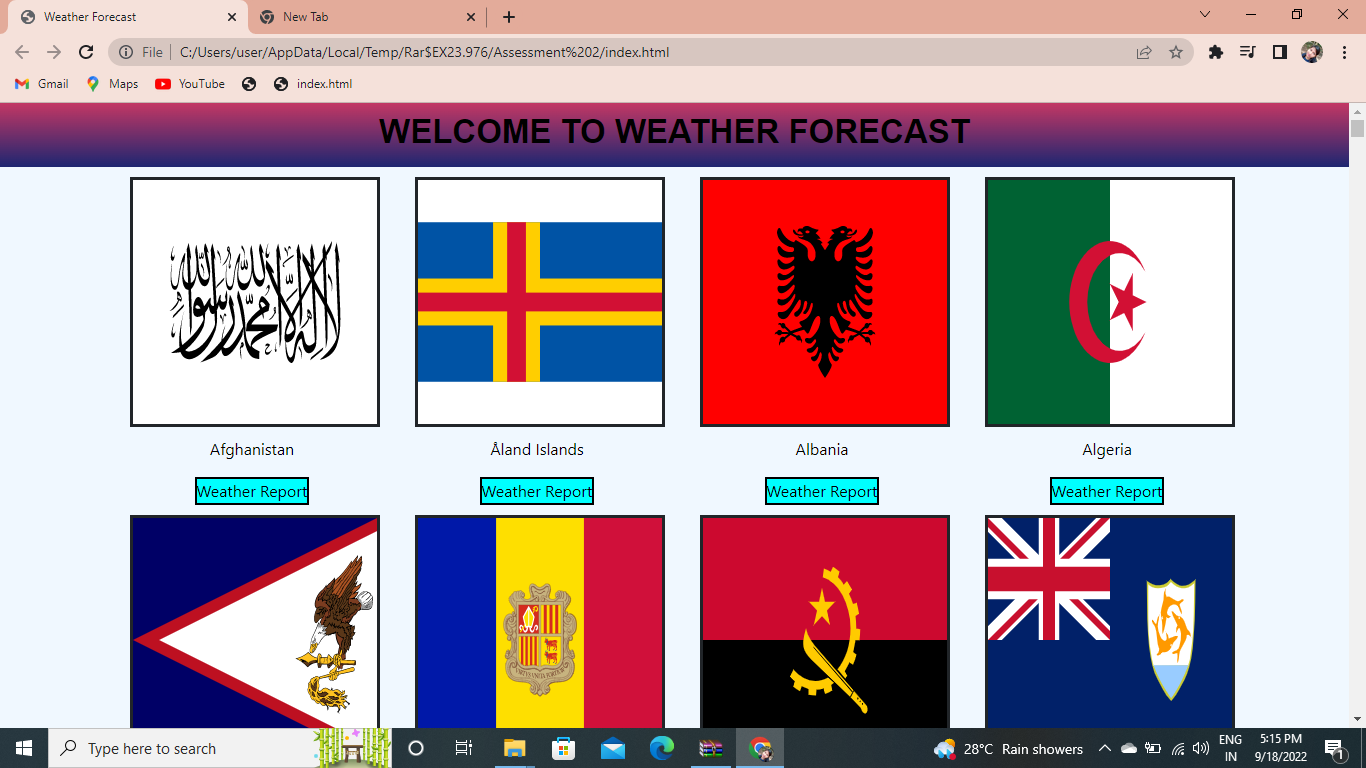 Weather Forecast
New Tab
File
C:/Users/user/AppData/Local/Temp/Rar$EX23.976/Assessment%202/index.html
Gmail
Maps
YouTube
index.html
WELCOME TO WEATHER FORECAST
لا إله إلا الله محمد رسول الله
Afghanistan
Åland Islands
Albania
Algeria
Weather Report
Weather Report
Weather Report
Weather Report
Type here to search
28°C Rain showers
ENG
IN
5:15 PM
9/18/2022
1